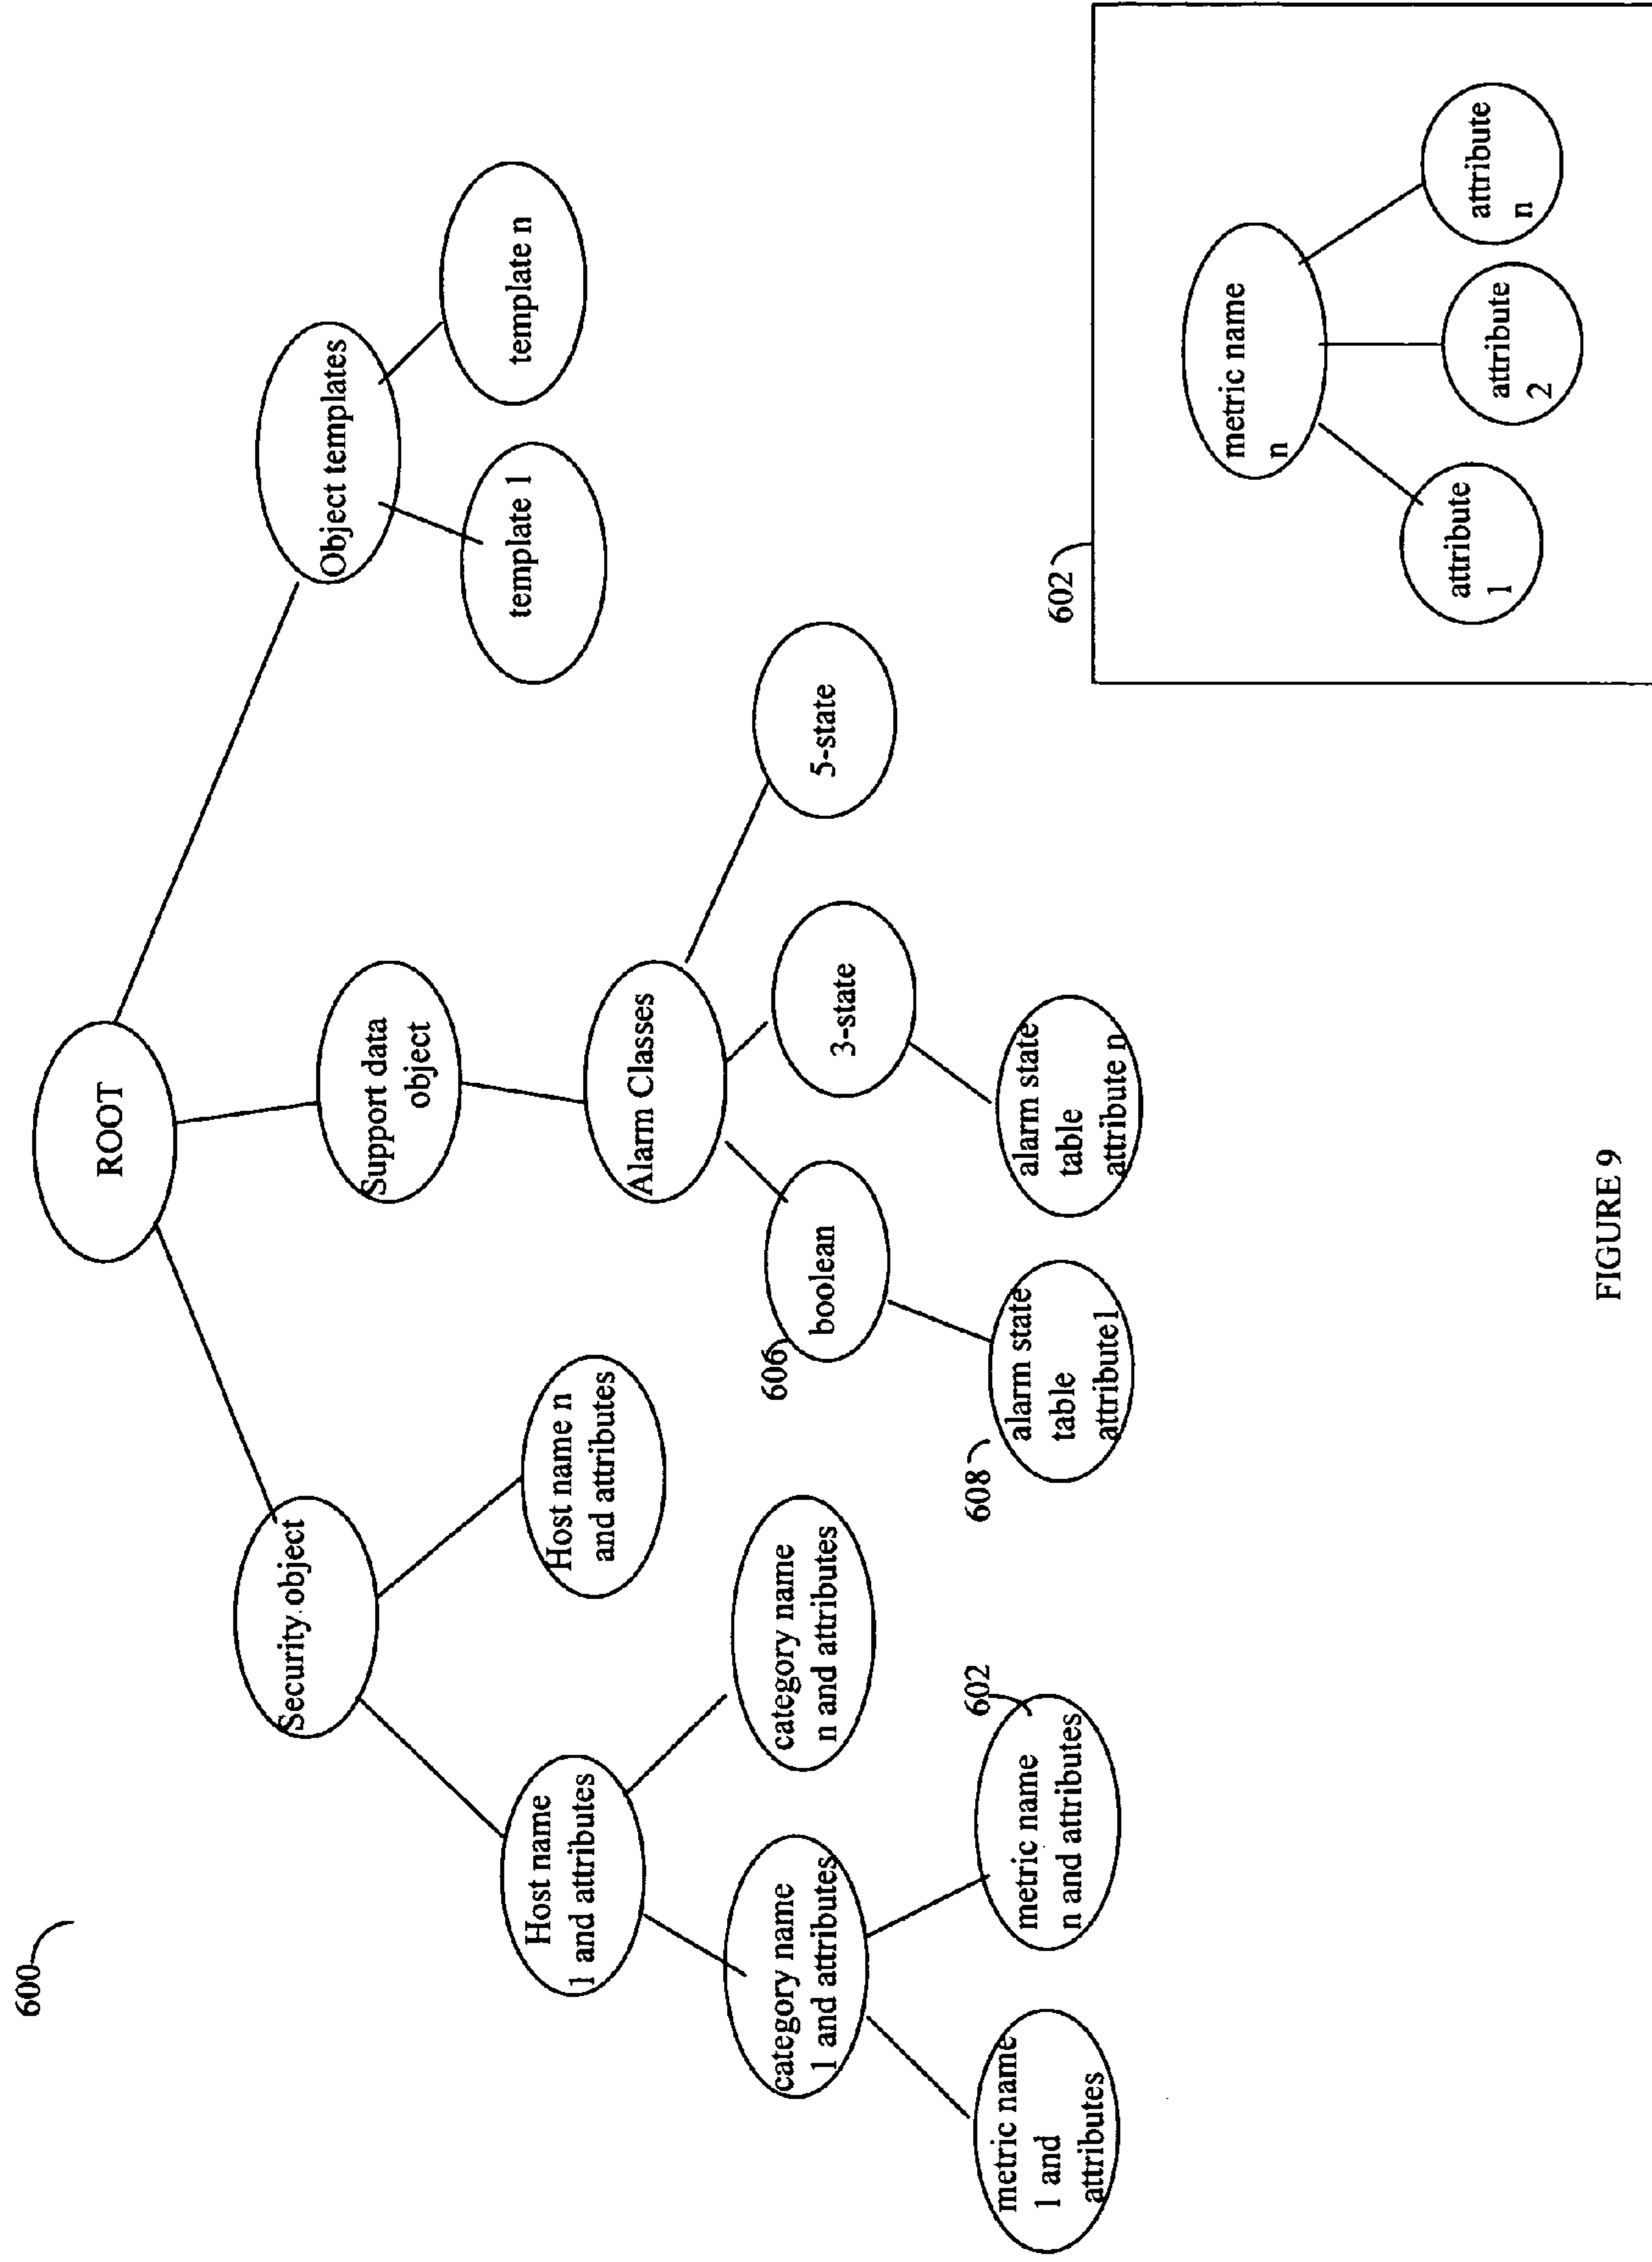 600
ROOT
Security object
Support data
object
Object templates
Host name
1 and attributes
Host name n
and attributes
Alarm Classes
template 1
template n
category name
1 and attributes
category name
n and attributes
606
boolean
3-state
5-state
metric name
1 and
attributes
602
metric name
n and attributes
608
alarm state
table
attribute1
alarm state
table
attribute n
602
metric name
n
attribute
1
attribute
2
attribute
n
FIGURE 9